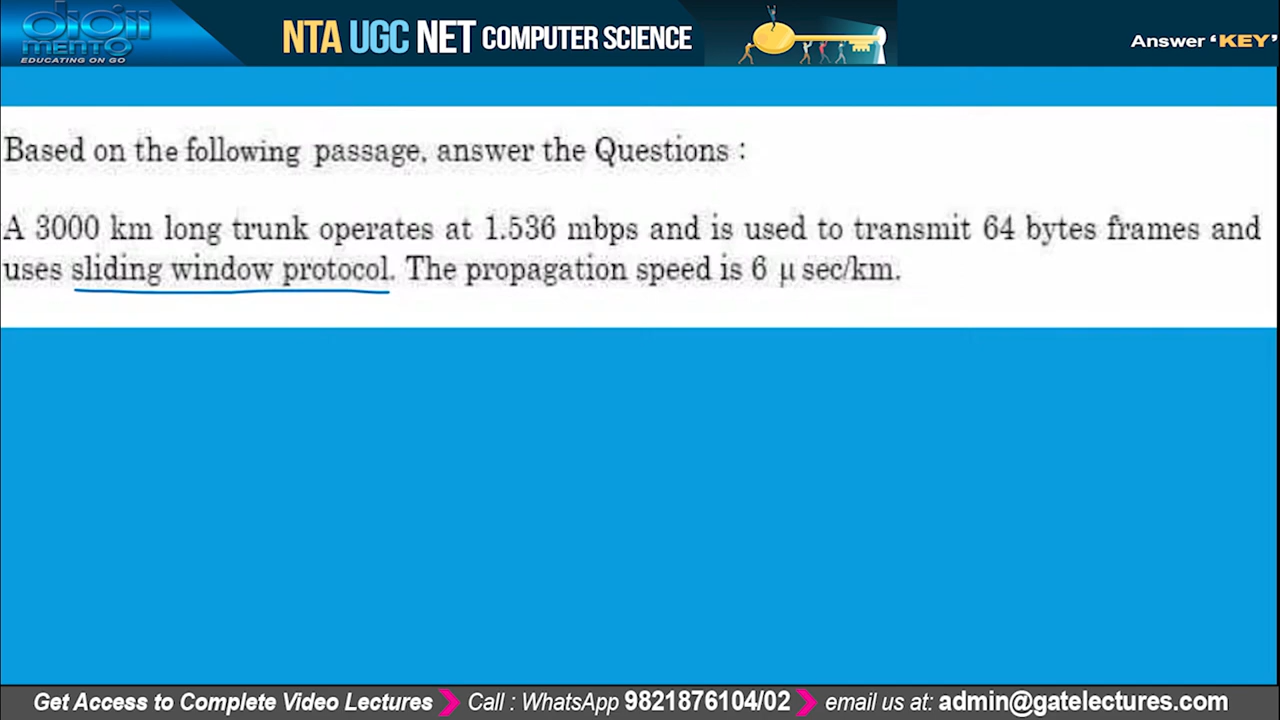 digii
MENTO
EDUCATING ON GO
NTA UGC NET COMPUTER SCIENCE
Answer ‘KEY’
Based on the following passage, answer the Questions :
A 3000 km long trunk operates at 1.536 mbps and is used to transmit 64 bytes frames and
uses sliding window protocol. The propagation speed is 6 μ sec/km.
Get Access to Complete Video Lectures Call : WhatsApp 9821876104/02 email us at: admin@gatelectures.com